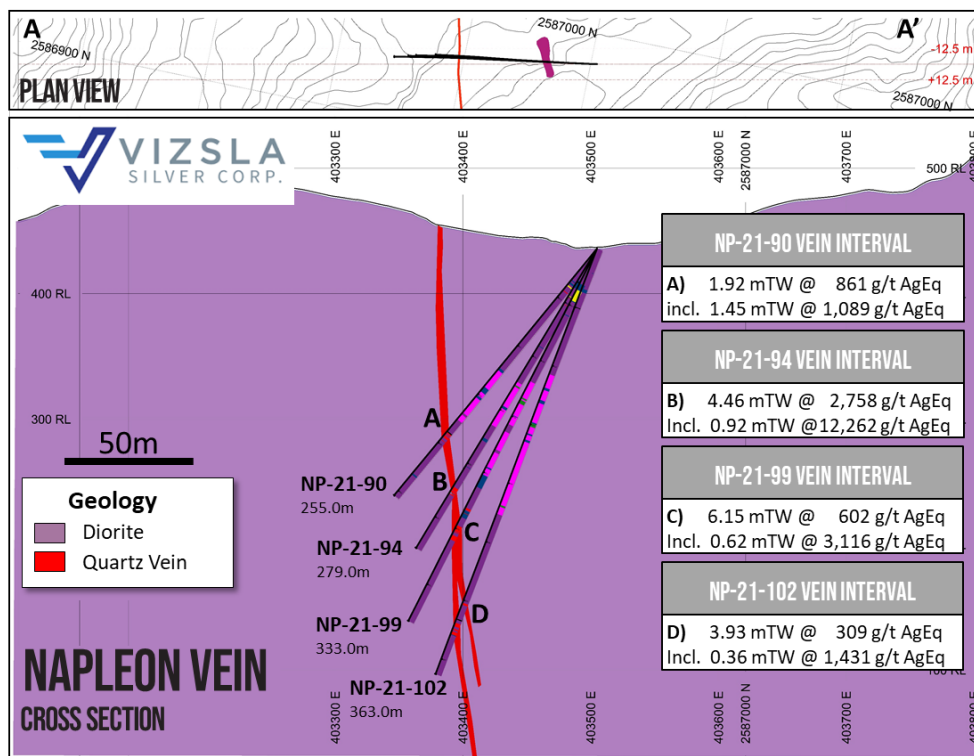 A
A'
2586900 N
2587000 N
-12.5 m
+12.5 m
2587000 N
PLAN VIEW
VIZSLA
SILVER CORP.
403300 E
403400 E
403500 E
403600 E
2587000 N
403700 E
500 RL
400 RL
300 RL
NP-21-90 VEIN INTERVAL
A) 1.92 mTW @ 861 g/t AgEq
incl. 1.45 mTW @ 1,089 g/t AgEq
NP-21-94 VEIN INTERVAL
B) 4.46 mTW @ 2,758 g/t AgEq
Incl. 0.92 mTW @12,262 g/t AgEq
NP-21-99 VEIN INTERVAL
C) 6.15 mTW @ 602 g/t AgEq
Incl. 0.62 mTW @ 3,116 g/t AgEq
NP-21-102 VEIN INTERVAL
D) 3.93 mTW @ 309 g/t AgEq
Incl. 0.36 mTW @ 1,431 g/t AgEq
A
B
C
D
50m
Geology
Diorite
Quartz Vein
NP-21-90
255.0m
NP-21-94
279.0m
NP-21-99
333.0m
NP-21-102
363.0m
NAPLEON VEIN
CROSS SECTION
403300 E
403400 E
403500 E
403600 E
2587000 N
403700 E